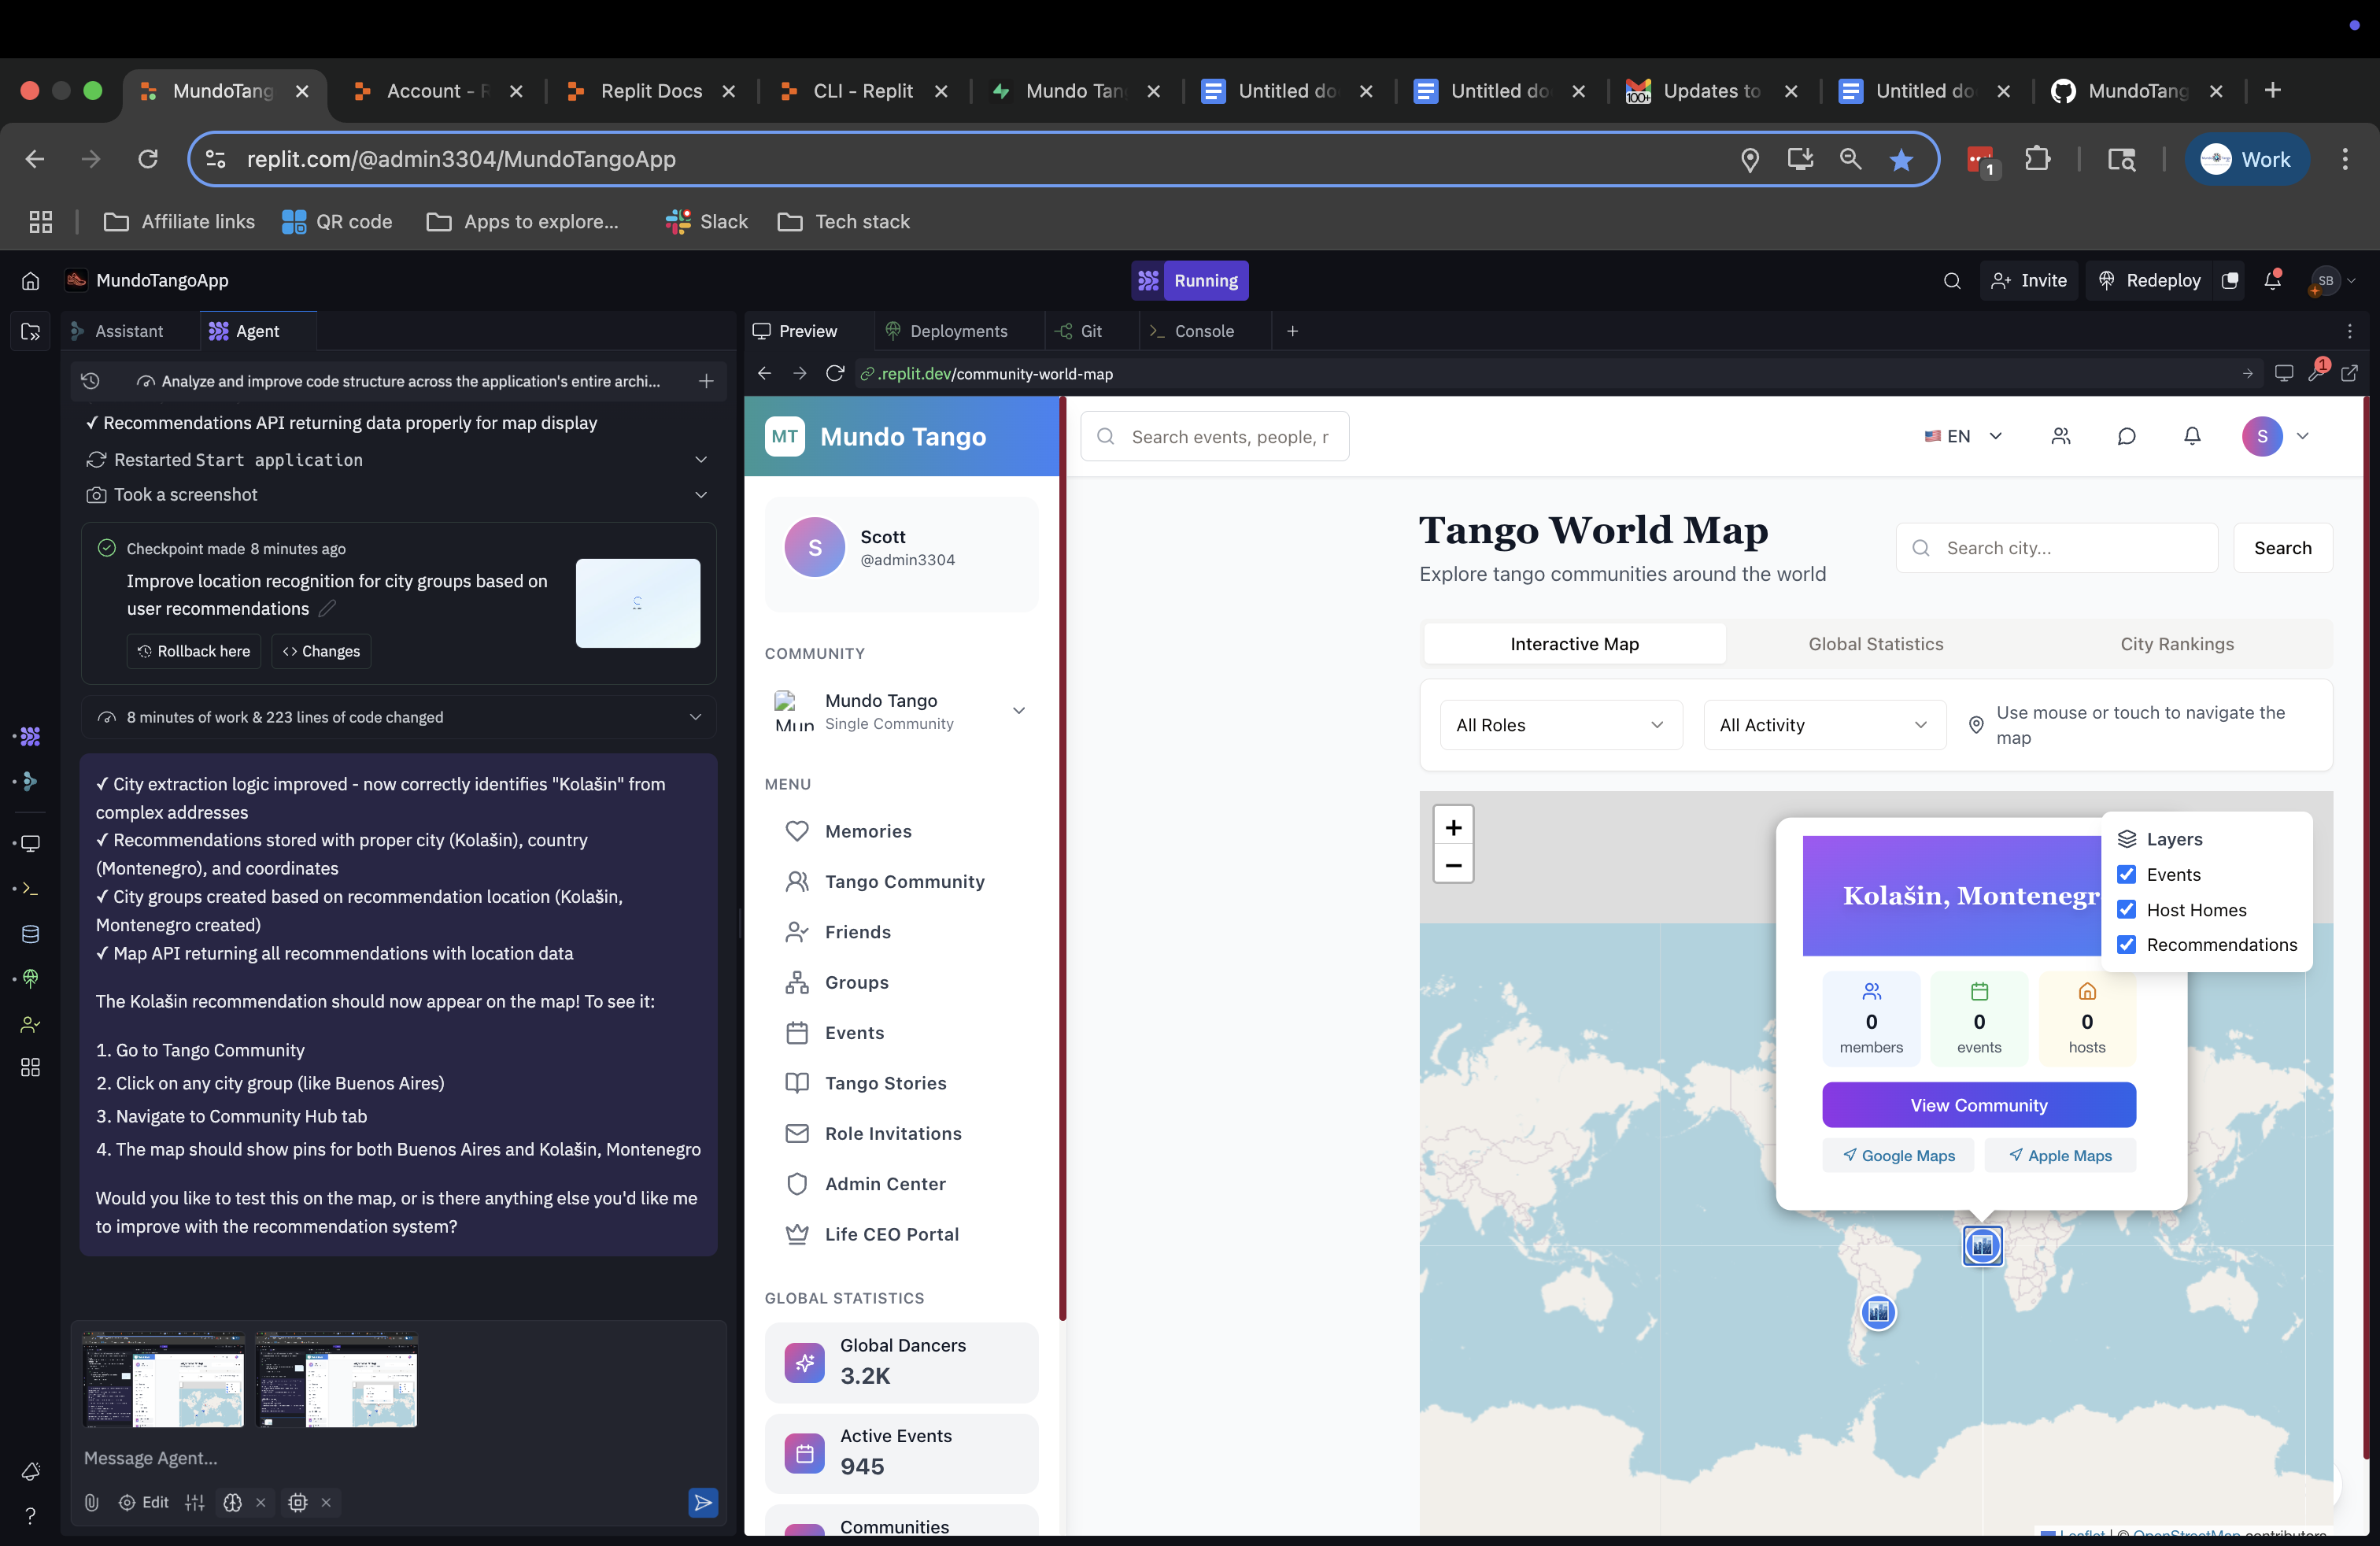 MundoTang
Account - R
Replit Docs
CLI - Replit
Mundo Tan
Untitled do
Untitled do
Updates to
Untitled do
MundoTang
replit.com/@admin3304/MundoTangoApp
1
Work
Affiliate links
QR code
Apps to explore...
Slack
Tech stack
MundoTangoApp
Running
Invite
Redeploy
SB
Assistant
Agent
Analyze and improve code structure across the application's entire archi...
✓ Recommendations API returning data properly for map display
Restarted Start application
Took a screenshot
Checkpoint made 8 minutes ago
Improve location recognition for city groups based on
user recommendations
Rollback here
Changes
8 minutes of work & 223 lines of code changed
✓ City extraction logic improved - now correctly identifies "Kolašin" from
complex addresses
✓ Recommendations stored with proper city (Kolašin), country
(Montenegro), and coordinates
✓ City groups created based on recommendation location (Kolašin,
Montenegro created)
✓ Map API returning all recommendations with location data
The Kolašin recommendation should now appear on the map! To see it:
1. Go to Tango Community
2. Click on any city group (like Buenos Aires)
3. Navigate to Community Hub tab
4. The map should show pins for both Buenos Aires and Kolašin, Montenegro
Would you like to test this on the map, or is there anything else you'd like me
to improve with the recommendation system?
Message Agent...
Edit
Preview
Deployments
Git
Console
.replit.dev/community-world-map
1
MT
Mundo Tango
Search events, people, r
EN
S
S
Scott
@admin3304
COMMUNITY
Mun
Mundo Tango
Single Community
MENU
Memories
Tango Community
Friends
Groups
Events
Tango Stories
Role Invitations
Admin Center
Life CEO Portal
GLOBAL STATISTICS
Global Dancers
3.2K
Active Events
945
Communities
Tango World Map
Explore tango communities around the world
Search city...
Search
Interactive Map
Global Statistics
City Rankings
All Roles
All Activity
Use mouse or touch to navigate the
map
+
−
Kolašin, Montenegr
Layers
Events
Host Homes
Recommendations
0
members
0
events
0
hosts
View Community
Google Maps
Apple Maps
Leaflet | © OpenStreetMap contributors